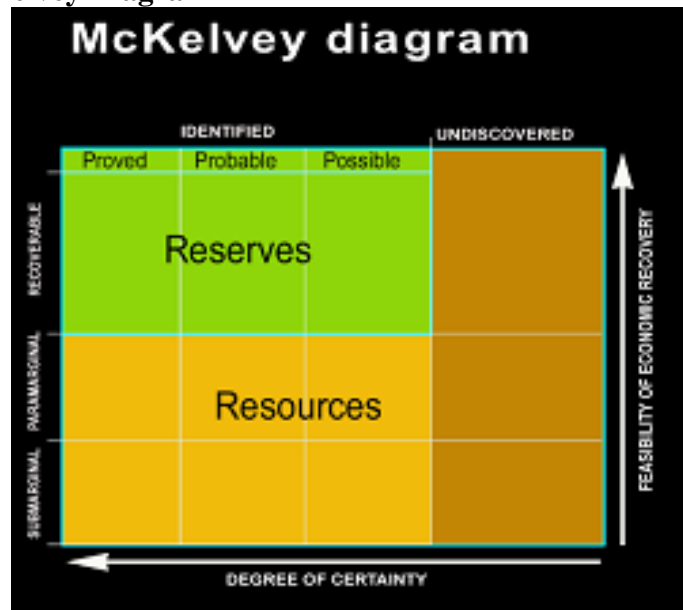 McKelvey diagram
IDENTIFIED
UNDISCOVERED
Proved Probable Possible
RECOVERABLE
Reserves
PARAMARGINAL
Resources
SUBMARGINAL
FEASIBILITY OF ECONOMIC RECOVERY
DEGREE OF CERTAINTY